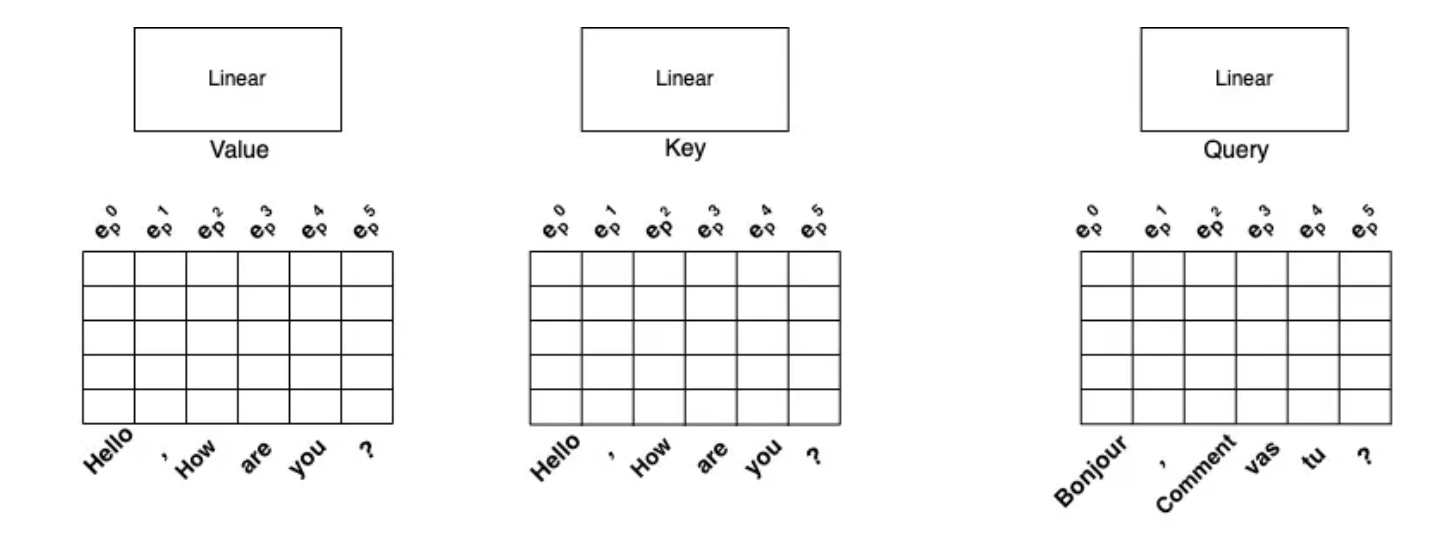 Linear Linear Linear
Value Key Query
e_p^0 e_p^1 e_p^2 e_p^3 e_p^4 e_p^5 e_p^0 e_p^1 e_p^2 e_p^3 e_p^4 e_p^5 e_p^0 e_p^1 e_p^2 e_p^3 e_p^4 e_p^5
Hello , How are you ? Hello , How are you ? Bonjour , Comment vas tu ?